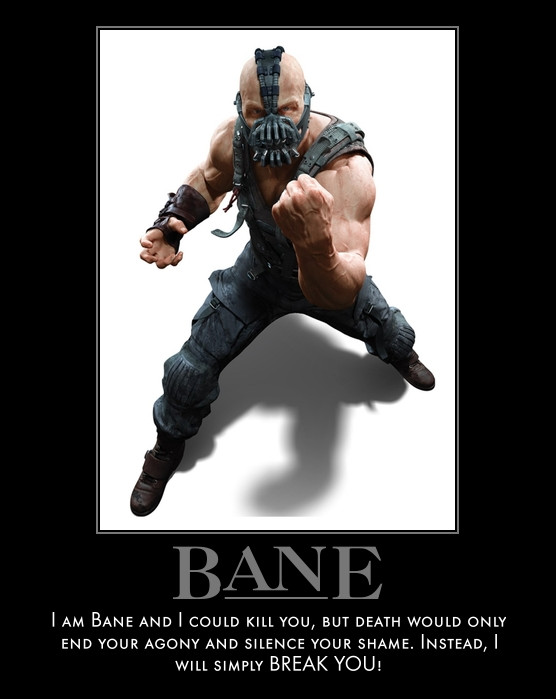 BANE
I am Bane and I could kill you, but death would only
end your agony and silence your shame. Instead, I
will simply BREAK YOU!